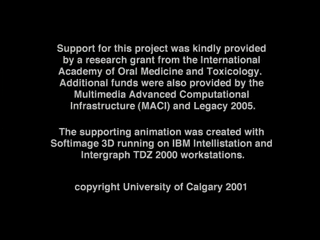 Support for this project was kindly provided
by a research grant from the International
Academy of Oral Medicine and Toxicology.
Additional funds were also provided by the
Multimedia Advanced Computational
Infrastructure (MACI) and Legacy 2005.
The supporting animation was created with
Softimage 3D running on IBM Intellistation and
Intergraph TDZ 2000 workstations.
copyright University of Calgary 2001